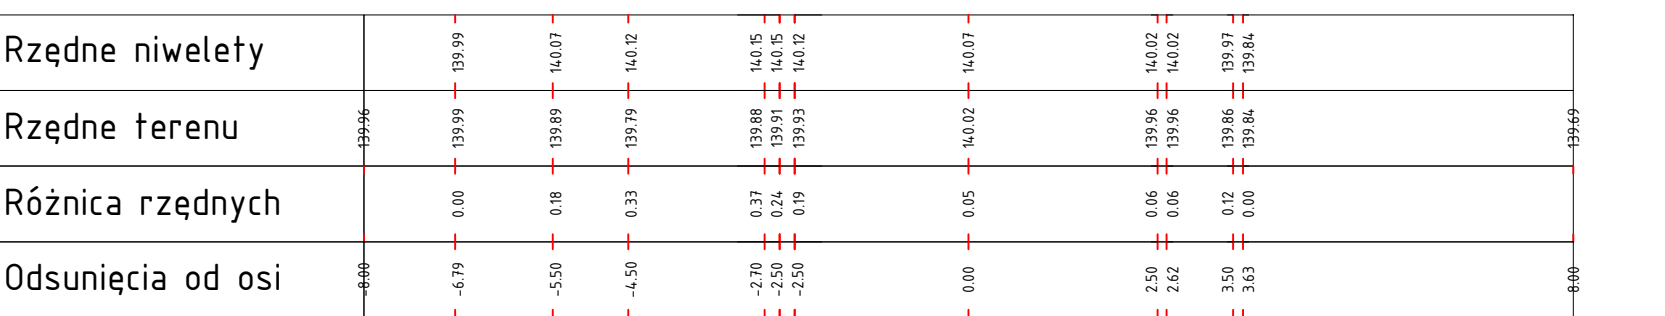 Rzędne niwelety 139.99 140.07 140.12 140.15 140.15 140.12 140.07 140.02 140.02 139.97 139.84
Rzędne terenu 139.96 139.99 139.89 139.79 139.88 139.91 139.93 140.02 139.96 139.96 139.86 139.84 139.69
Różnica rzędnych 0.00 0.18 0.33 0.37 0.24 0.19 0.05 0.06 0.06 0.12 0.00
Odsunięcia od osi -8.00 -6.79 -5.50 -4.50 -2.70 -2.50 -2.50 0.00 2.50 2.62 3.50 3.63 8.00